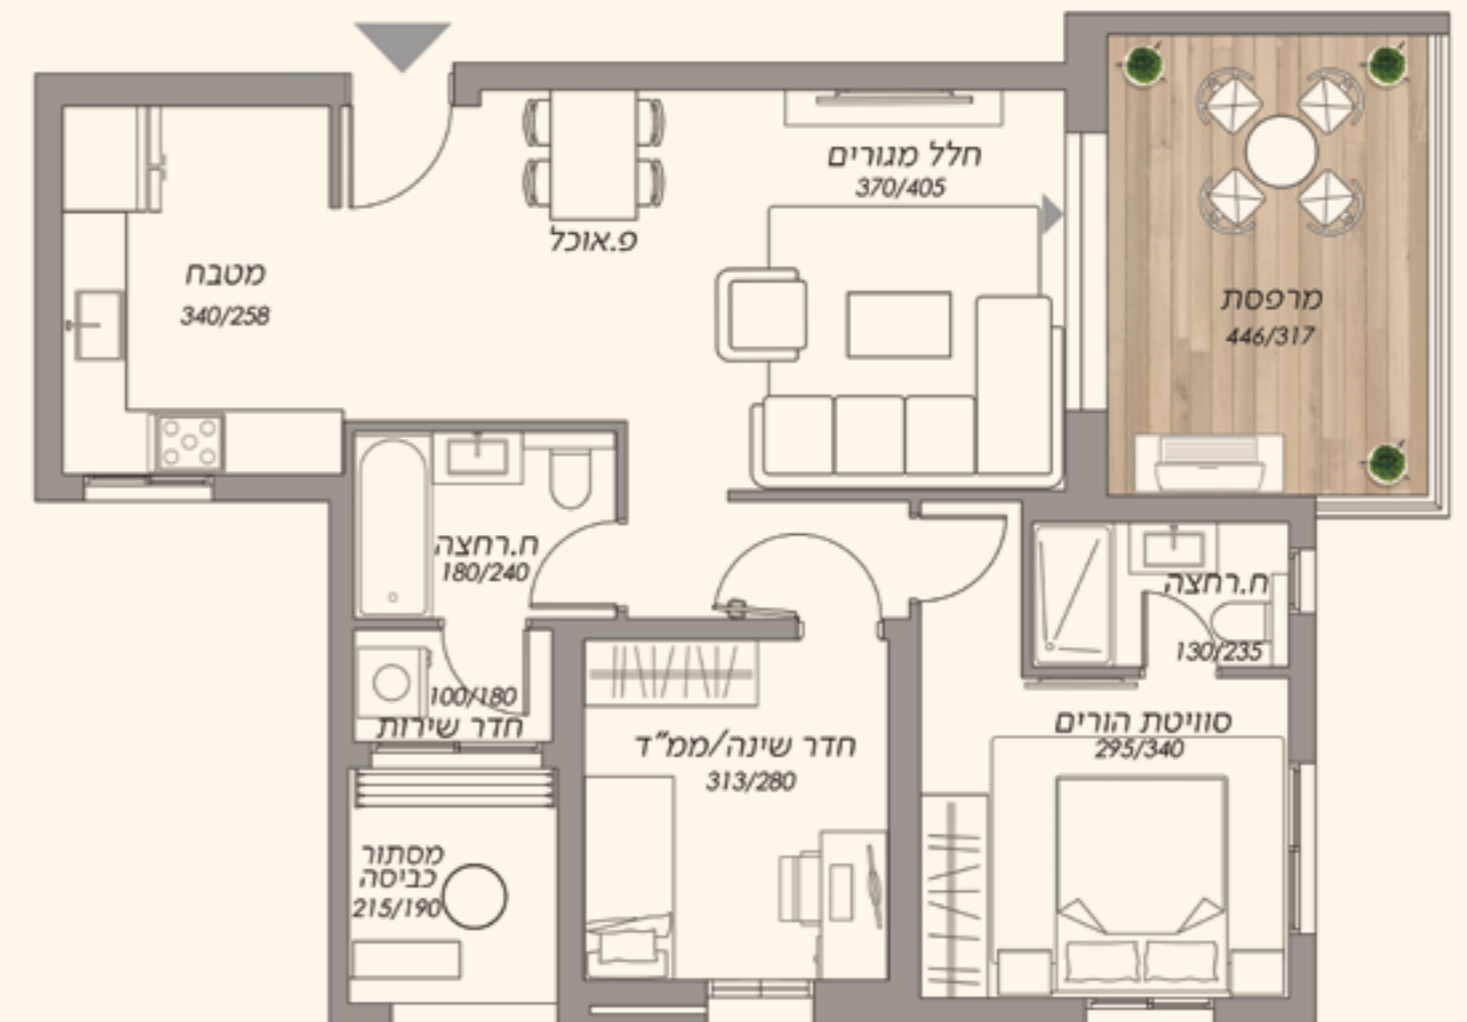 חלל מגורים
370/405
פ.אוכל
מטבח
340/258
מרפסת
446/317
ח.רחצה
180/240
ח.רחצה
130/235
100/180
חדר שירות
סוויטת הורים
295/340
חדר שינה/ממ״ד
313/280
מסתור
כביסה
215/190